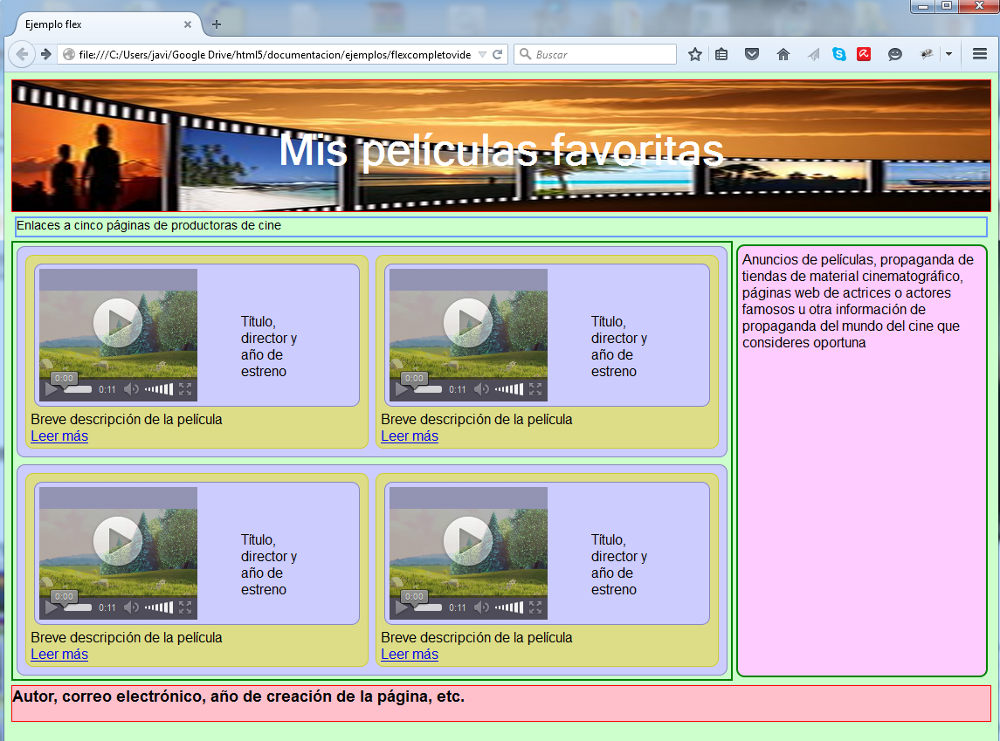 Ejemplo flex
file:///C:/Users/javi/Google Drive/html5/documentacion/ejemplos/flexcompletovide
Buscar
Mis películas favoritas
Enlaces a cinco páginas de productoras de cine
0:00
0:11
Título,
director y
año de
estreno
Breve descripción de la película
Leer más
0:00
0:11
Título,
director y
año de
estreno
Breve descripción de la película
Leer más
0:00
0:11
Título,
director y
año de
estreno
Breve descripción de la película
Leer más
0:00
0:11
Título,
director y
año de
estreno
Breve descripción de la película
Leer más
Anuncios de películas, propaganda de
tiendas de material cinematográfico,
páginas web de actrices o actores
famosos u otra información de
propaganda del mundo del cine que
consideres oportuna
Autor, correo electrónico, año de creación de la página, etc.